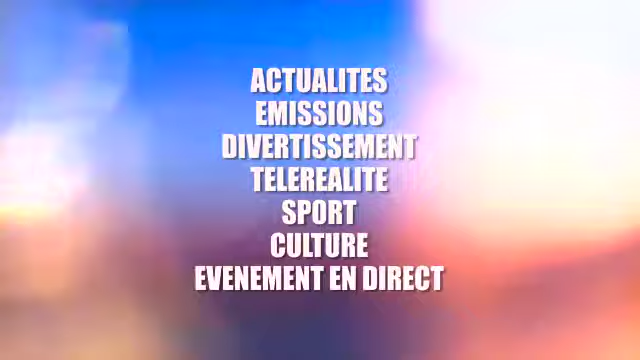 ACTUALITES
EMISSIONS
DIVERTISSEMENT
TELEREALITE
SPORT
CULTURE
EVENEMENT EN DIRECT